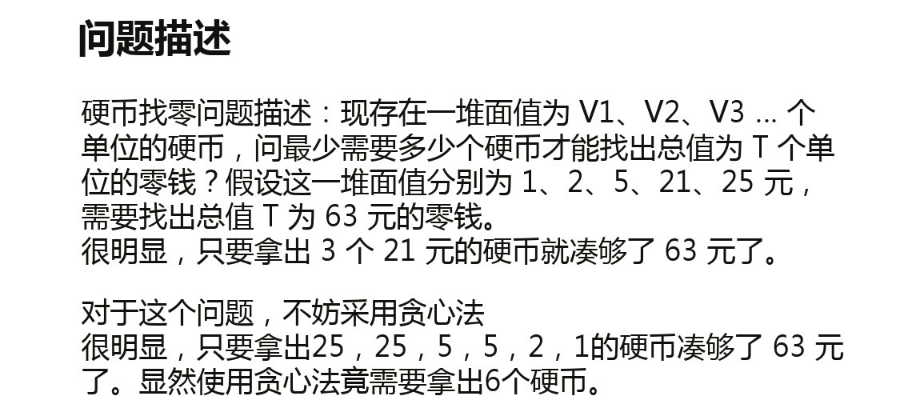 问题描述
硬币找零问题描述：现存在一堆面值为 V1、V2、V3 … 个
单位的硬币，问最少需要多少个硬币才能找出总值为 T 个单
位的零钱？假设这一堆面值分别为 1、2、5、21、25 元，
需要找出总值 T 为 63 元的零钱。
很明显，只要拿出 3 个 21 元的硬币就凑够了 63 元了。
对于这个问题，不妨采用贪心法
很明显，只要拿出25，25，5，5，2，1的硬币凑够了 63 元
了。显然使用贪心法竟需要拿出6个硬币。